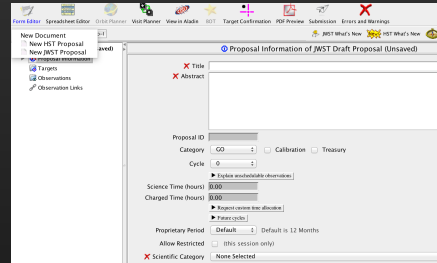 Form Editor Spreadsheet Editor Orbit Planner Visit Planner View in Aladin BOT Target Confirmation PDF Preview Submission Errors and Warnings
JWST What's New HST What's New
New Document
New HST Proposal
New JWST Proposal
Proposal Information
Targets
Observations
Observation Links
Proposal Information of JWST Draft Proposal (Unsaved)
Title
Abstract
Proposal ID
Category GO Calibration Treasury
Cycle 0
Explain unschedulable observations
Science Time (hours) 0.00
Charged Time (hours) 0.00
Request custom time allocation
Future cycles
Proprietary Period Default Default is 12 Months
Allow Restricted (this session only)
Scientific Category None Selected